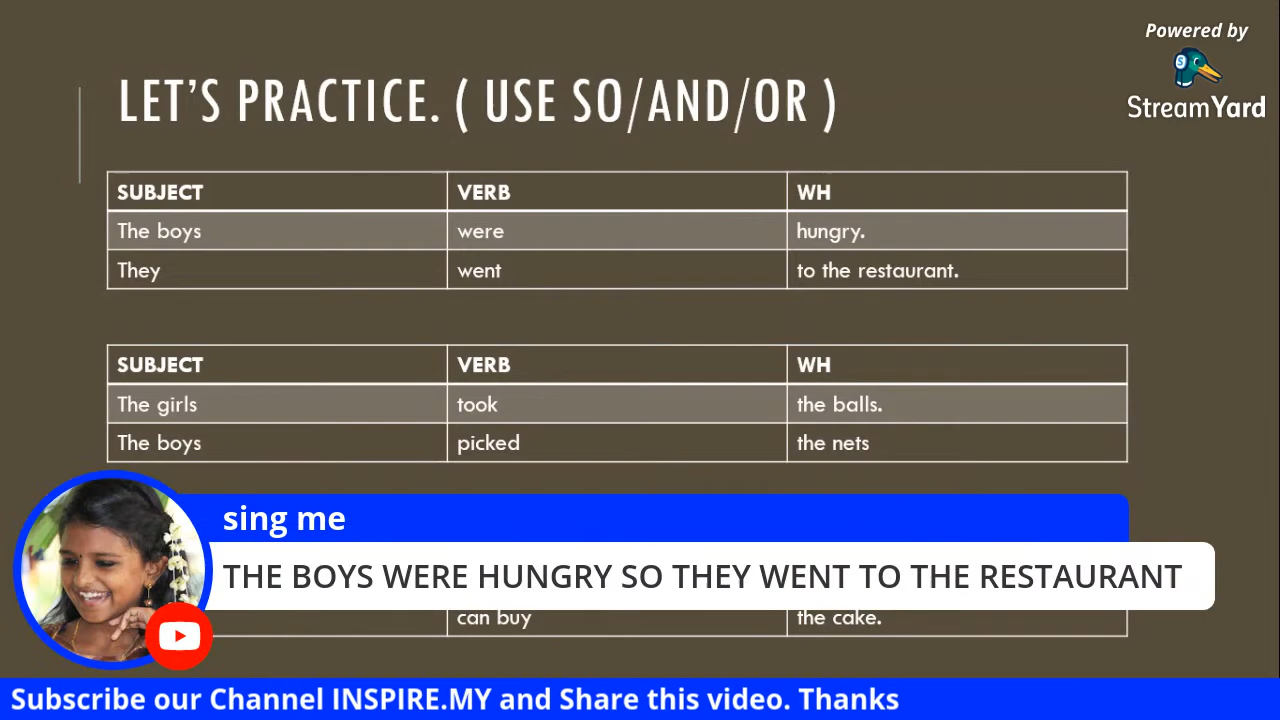 Powered by
StreamYard
LET'S PRACTICE. ( USE SO/AND/OR )
SUBJECT VERB WH
The boys were hungry.
They went to the restaurant.
SUBJECT VERB WH
The girls took the balls.
The boys picked the nets
sing me
THE BOYS WERE HUNGRY SO THEY WENT TO THE RESTAURANT
can buy the cake.
Subscribe our Channel INSPIRE.MY and Share this video. Thanks